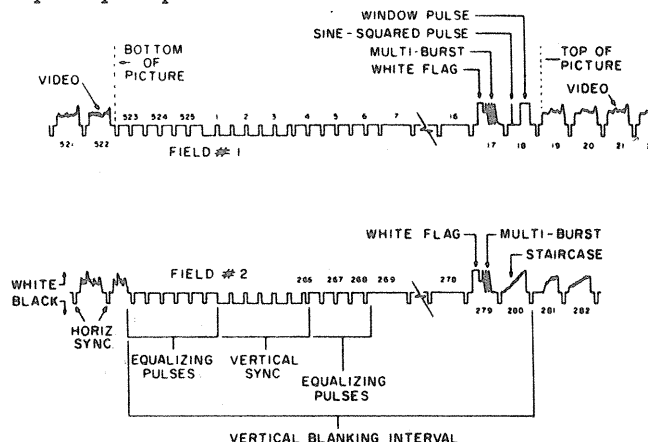 WINDOW PULSE
SINE-SQUARED PULSE
MULTI-BURST
WHITE FLAG
BOTTOM
OF
PICTURE
TOP OF
PICTURE
VIDEO
VIDEO
523 524 525 1 2 3 4 5 6 7 16
521 522 17 18 19 20 21
FIELD # 1
WHITE FLAG
MULTI-BURST
STAIRCASE
FIELD # 2
WHITE
BLACK
265 267 268 269 278
279 280 281 282
HORIZ
SYNC
EQUALIZING
PULSES
VERTICAL
SYNC
EQUALIZING
PULSES
VERTICAL BLANKING INTERVAL